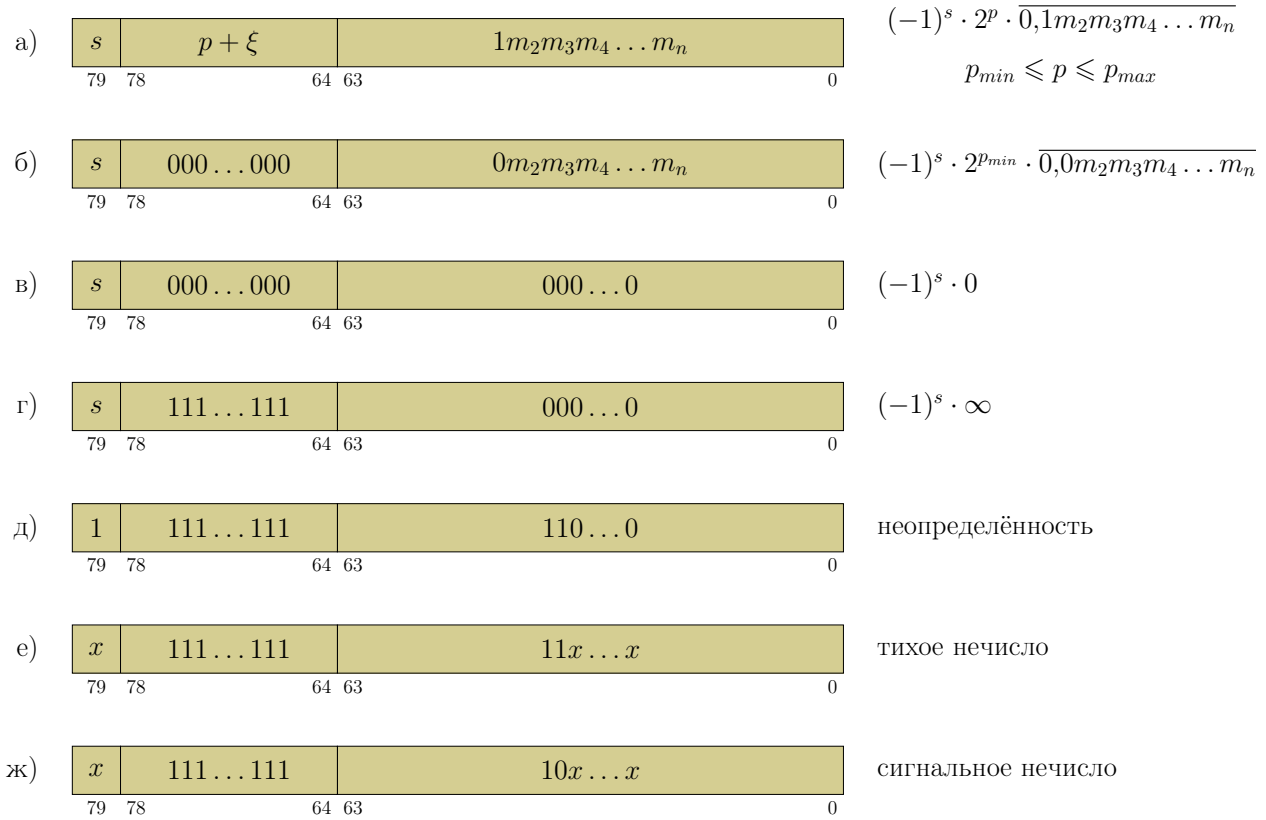 а) s p + ξ 1m₂m₃m₄ … mₙ (−1)ˢ · 2ᵖ · 0,1m₂m₃m₄ … mₙ
79 78 64 63 0 pₘᵢₙ ⩽ p ⩽ pₘₐₓ
б) s 000 … 000 0m₂m₃m₄ … mₙ (−1)ˢ · 2^{p_{min}} · 0,0m₂m₃m₄ … mₙ
79 78 64 63 0
в) s 000 … 000 000 … 0 (−1)ˢ · 0
79 78 64 63 0
г) s 111 … 111 000 … 0 (−1)ˢ · ∞
79 78 64 63 0
д) 1 111 … 111 110 … 0 неопределённость
79 78 64 63 0
е) x 111 … 111 11x … x тихое нечисло
79 78 64 63 0
ж) x 111 … 111 10x … x сигнальное нечисло
79 78 64 63 0